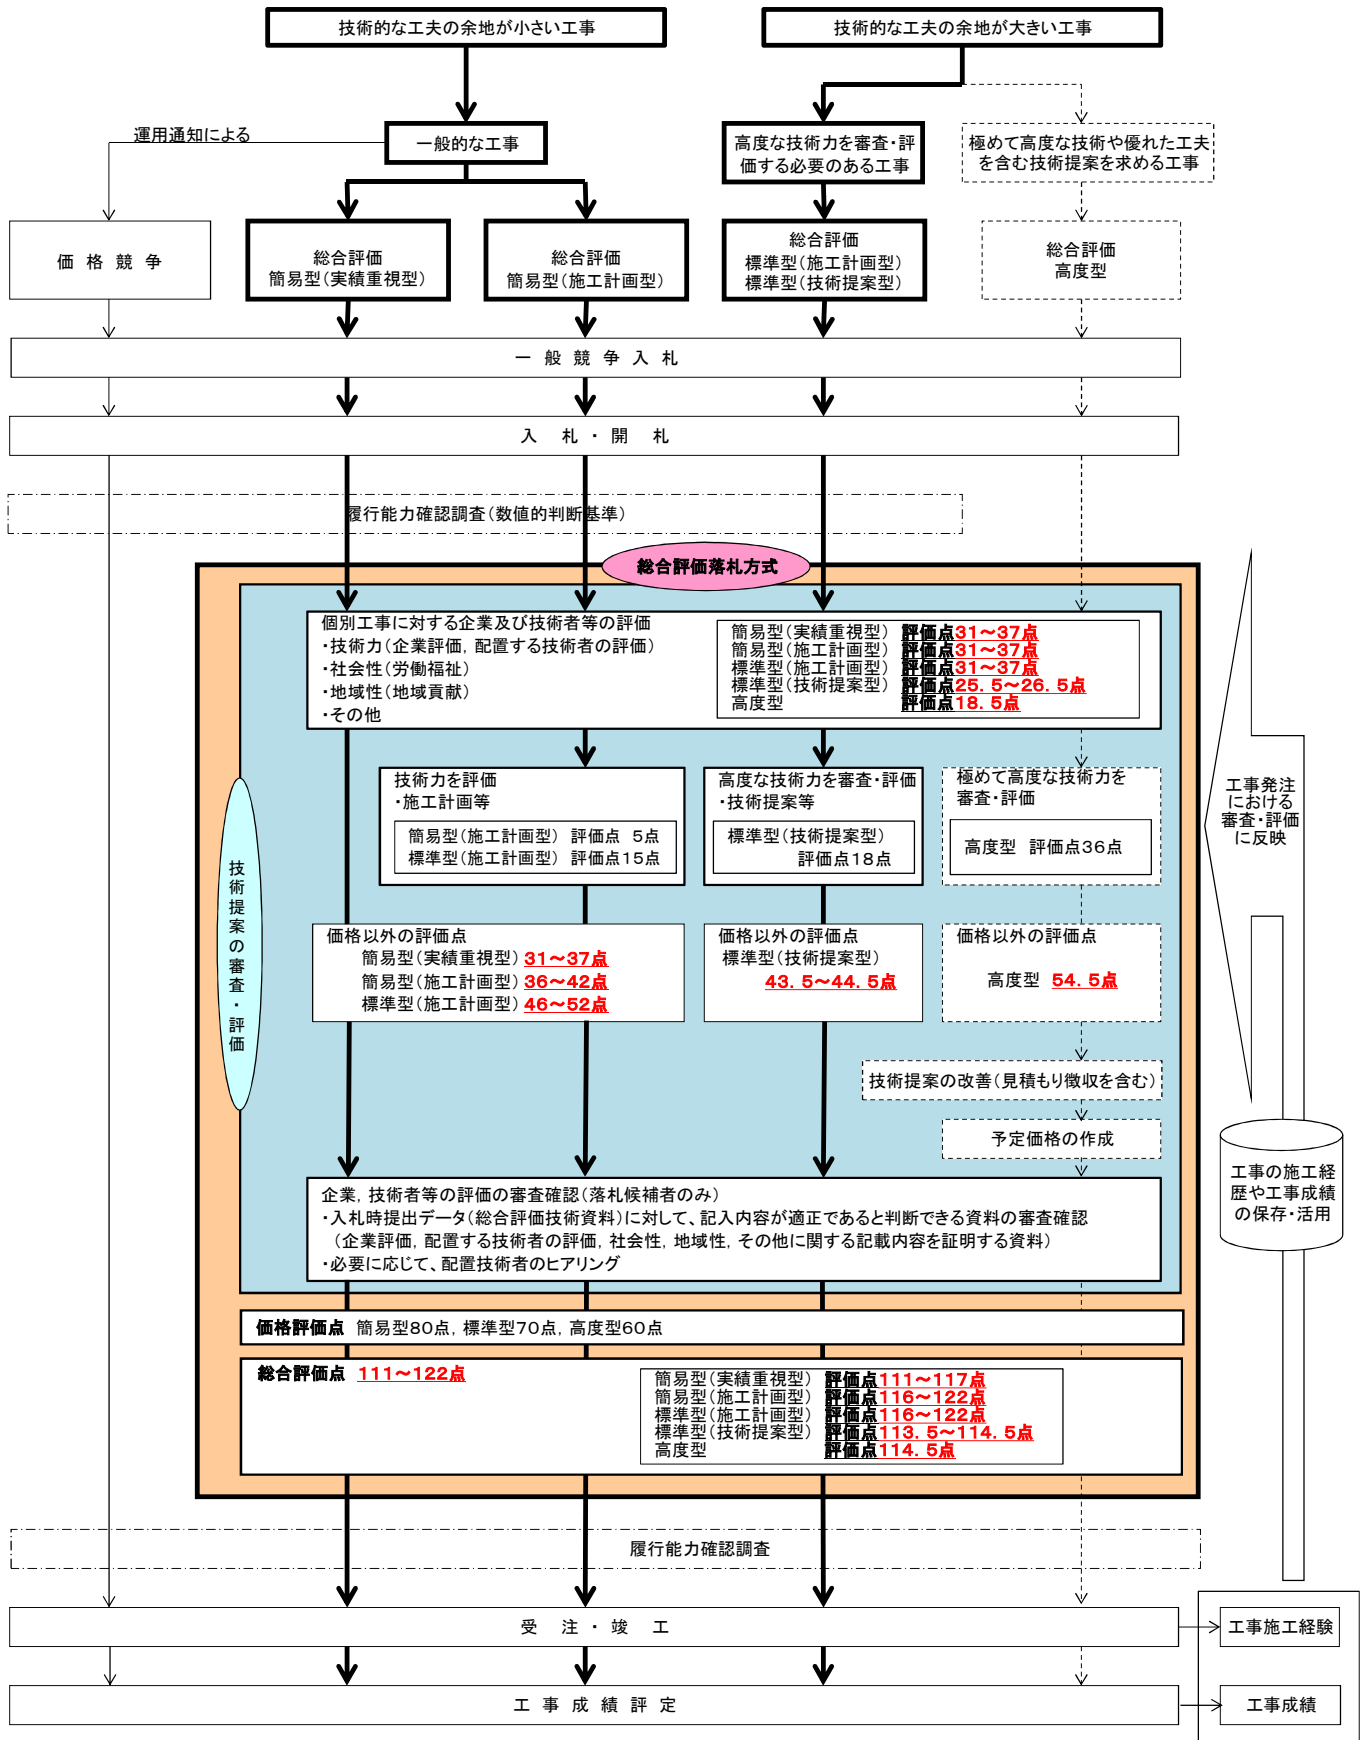 技術的な工夫の余地が小さい工事
技術的な工夫の余地が大きい工事
運用通知による
一般的な工事
高度な技術力を審査・評
価する必要のある工事
極めて高度な技術や優れた工夫
を含む技術提案を求める工事
価 格 競 争
総合評価
簡易型(実績重視型)
総合評価
簡易型(施工計画型)
総合評価
標準型(施工計画型)
標準型(技術提案型)
総合評価
高度型
一 般 競 争 入 札
入 札 ・ 開 札
履行能力確認調査(数値的判断基準)
総合評価落札方式
個別工事に対する企業及び技術者等の評価
・技術力(企業評価, 配置する技術者の評価)
・社会性(労働福祉)
・地域性(地域貢献)
・その他
簡易型(実績重視型) 評価点31～37点
簡易型(施工計画型) 評価点31～37点
標準型(施工計画型) 評価点31～37点
標準型(技術提案型) 評価点25. 5～26. 5点
高度型 評価点18. 5点
技術力を評価
・施工計画等
簡易型(施工計画型) 評価点 5点
標準型(施工計画型) 評価点15点
高度な技術力を審査・評価
・技術提案等
標準型(技術提案型)
評価点18点
極めて高度な技術力を
審査・評価
高度型 評価点36点
工事発注
における
審査・評価
に反映
技術提案の審査・評価
価格以外の評価点
簡易型(実績重視型) 31～37点
簡易型(施工計画型) 36～42点
標準型(施工計画型) 46～52点
価格以外の評価点
標準型(技術提案型)
43. 5～44. 5点
価格以外の評価点
高度型 54. 5点
技術提案の改善(見積もり徴収を含む)
予定価格の作成
工事の施工経
歴や工事成績
の保存・活用
企業, 技術者等の評価の審査確認(落札候補者のみ)
・入札時提出データ(総合評価技術資料)に対して、記入内容が適正であると判断できる資料の審査確認
(企業評価, 配置する技術者の評価, 社会性, 地域性, その他に関する記載内容を証明する資料)
・必要に応じて、配置技術者のヒアリング
価格評価点 簡易型80点, 標準型70点, 高度型60点
総合評価点 111～122点
簡易型(実績重視型) 評価点111～117点
簡易型(施工計画型) 評価点116～122点
標準型(施工計画型) 評価点116～122点
標準型(技術提案型) 評価点113. 5～114. 5点
高度型 評価点114. 5点
履行能力確認調査
受 注 ・ 竣 工
工事施工経験
工 事 成 績 評 定
工事成績